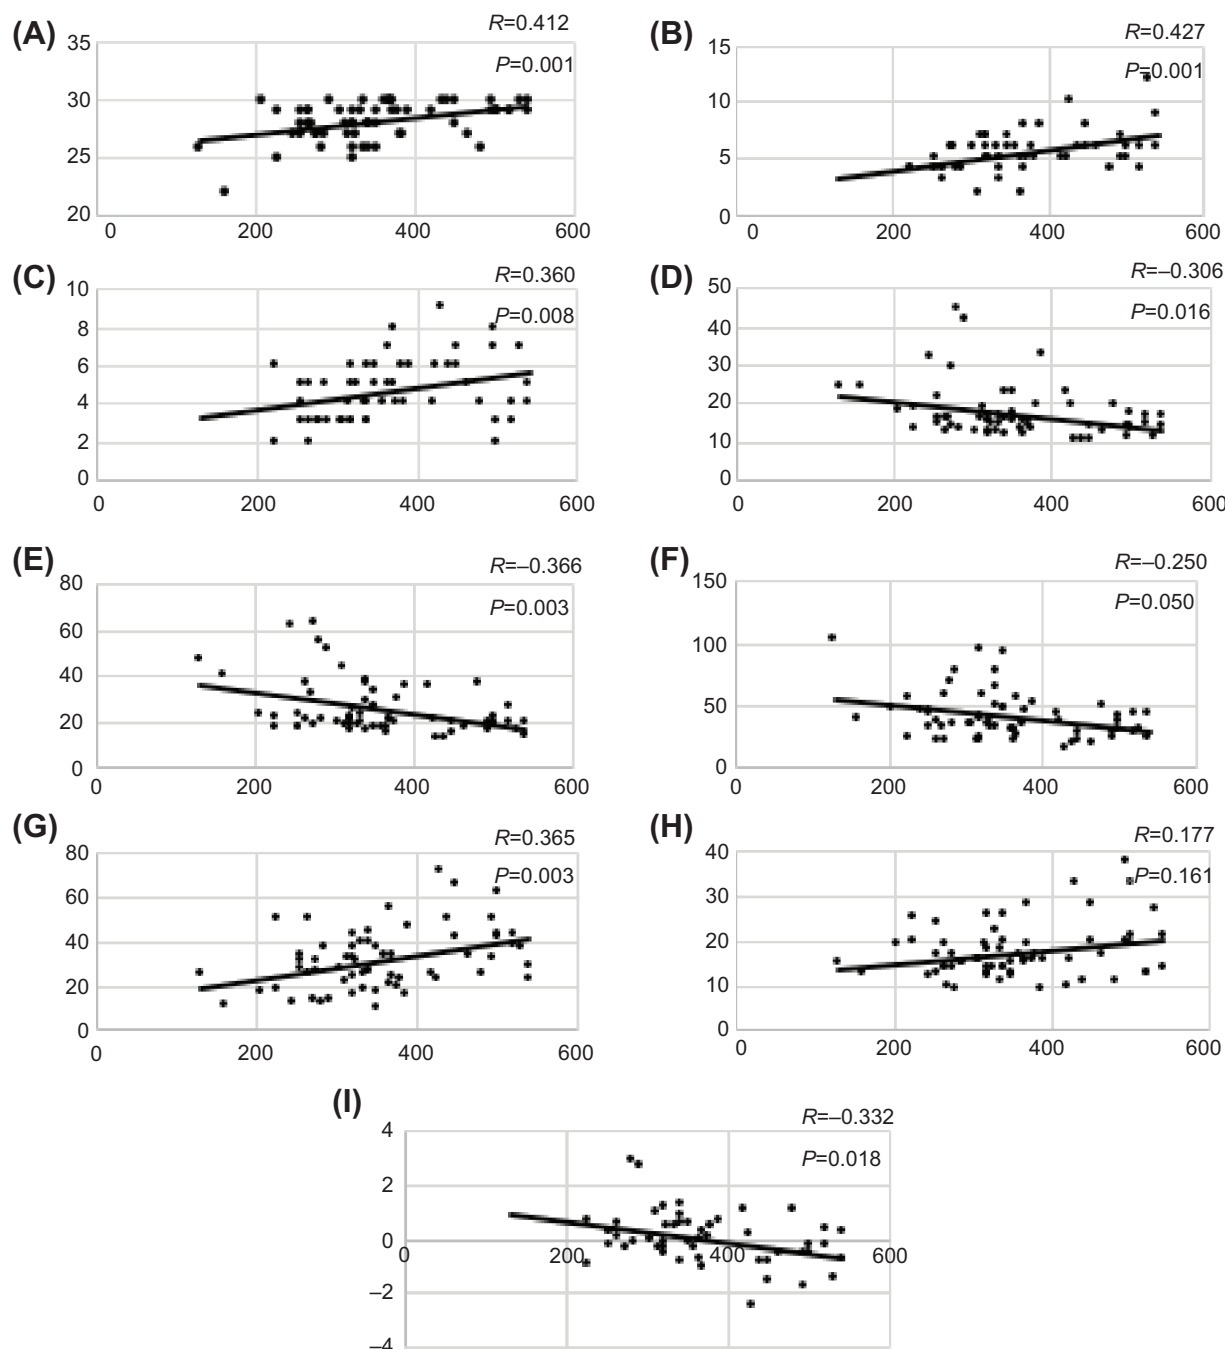 (A)
R=0.412
P=0.001
35
30
25
20
0 200 400 600
(B)
R=0.427
P=0.001
15
10
5
0
0 200 400 600
(C)
R=0.360
P=0.008
10
8
6
4
2
0
0 200 400 600
(D)
R=–0.306
P=0.016
50
40
30
20
10
0
0 200 400 600
(E)
R=–0.366
P=0.003
80
60
40
20
0
0 200 400 600
(F)
R=–0.250
P=0.050
150
100
50
0
0 200 400 600
(G)
R=0.365
P=0.003
80
60
40
20
0
0 200 400 600
(H)
R=0.177
P=0.161
40
30
20
10
0
0 200 400 600
(I)
R=–0.332
P=0.018
4
2
0
–2
–4
0 200 400 600